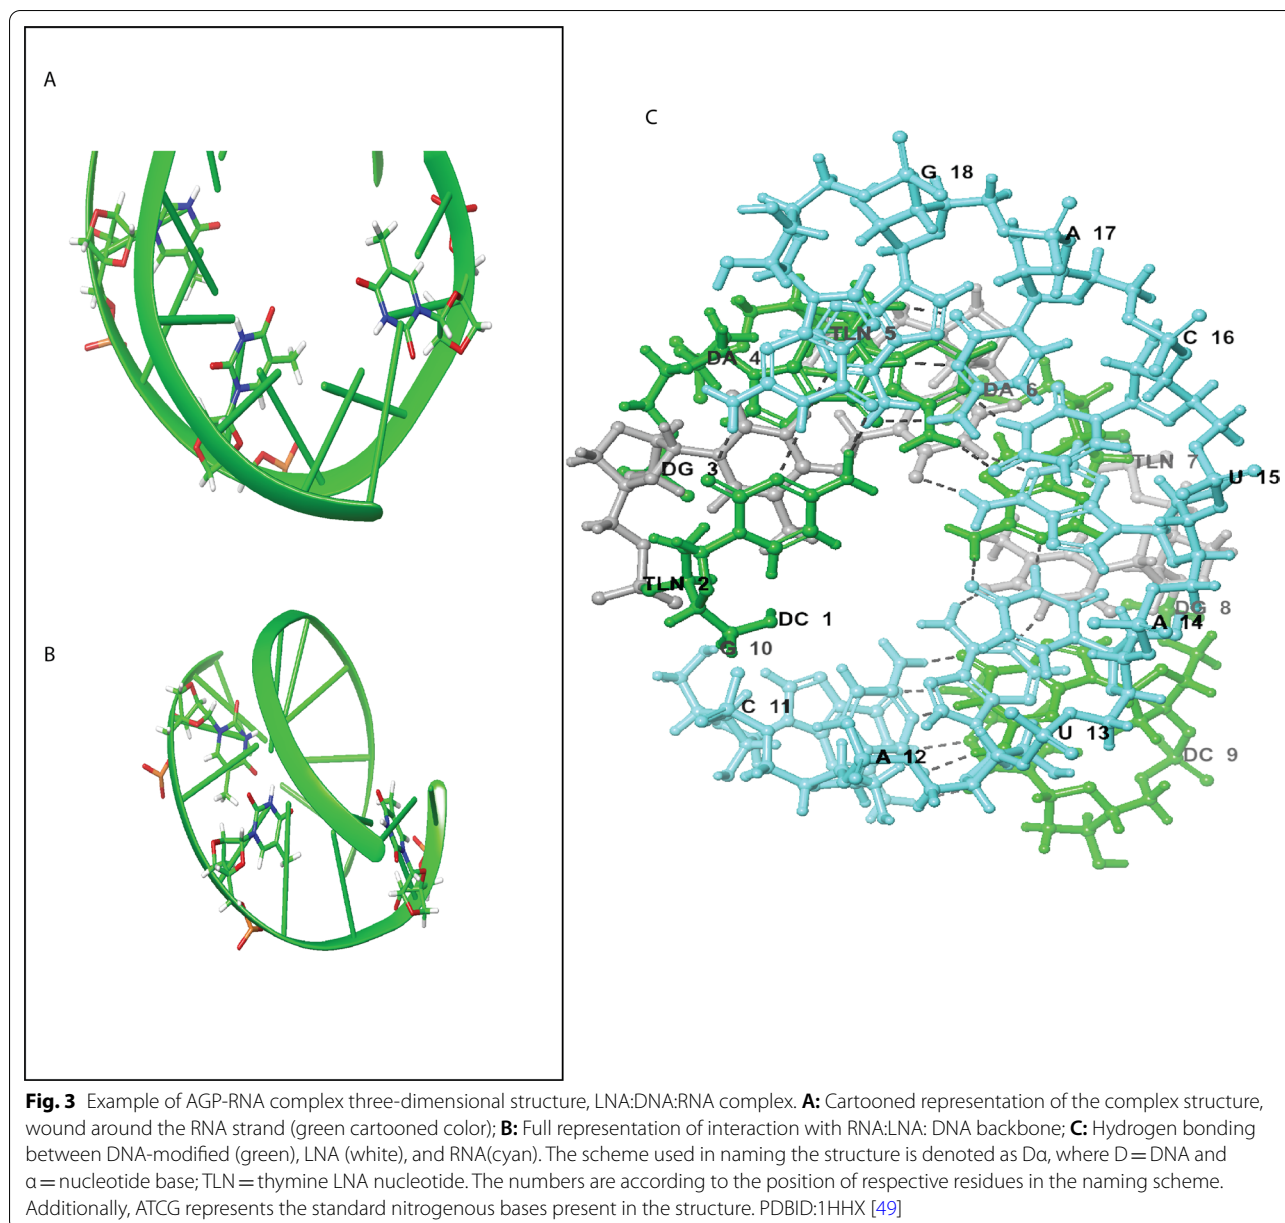 A
B
C
G 18
A 17
C 16
TLN 5
DA 4
DA 6
DG 3
TLN 7
U 15
TLN 2
DC 1
DG 8
A 14
G 10
C 11
U 13
A 12
DC 9
Fig. 3 Example of AGP-RNA complex three-dimensional structure, LNA:DNA:RNA complex. A: Cartooned representation of the complex structure,
wound around the RNA strand (green cartooned color); B: Full representation of interaction with RNA:LNA: DNA backbone; C: Hydrogen bonding
between DNA-modified (green), LNA (white), and RNA(cyan). The scheme used in naming the structure is denoted as Dα, where D = DNA and
α = nucleotide base; TLN = thymine LNA nucleotide. The numbers are according to the position of respective residues in the naming scheme.
Additionally, ATCG represents the standard nitrogenous bases present in the structure. PDBID:1HHX [49]